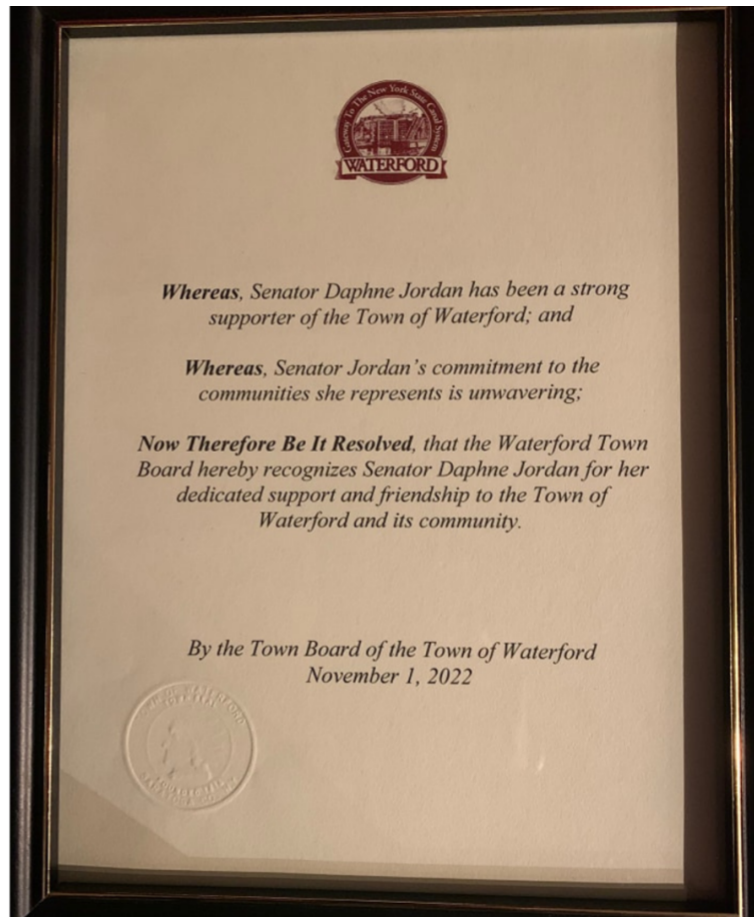 Gateway To The New York State Canal System
WATERFORD
Whereas, Senator Daphne Jordan has been a strong
supporter of the Town of Waterford; and
Whereas, Senator Jordan’s commitment to the
communities she represents is unwavering;
Now Therefore Be It Resolved, that the Waterford Town
Board hereby recognizes Senator Daphne Jordan for her
dedicated support and friendship to the Town of
Waterford and its community.
By the Town Board of the Town of Waterford
November 1, 2022
TOWN OF WATERFORD